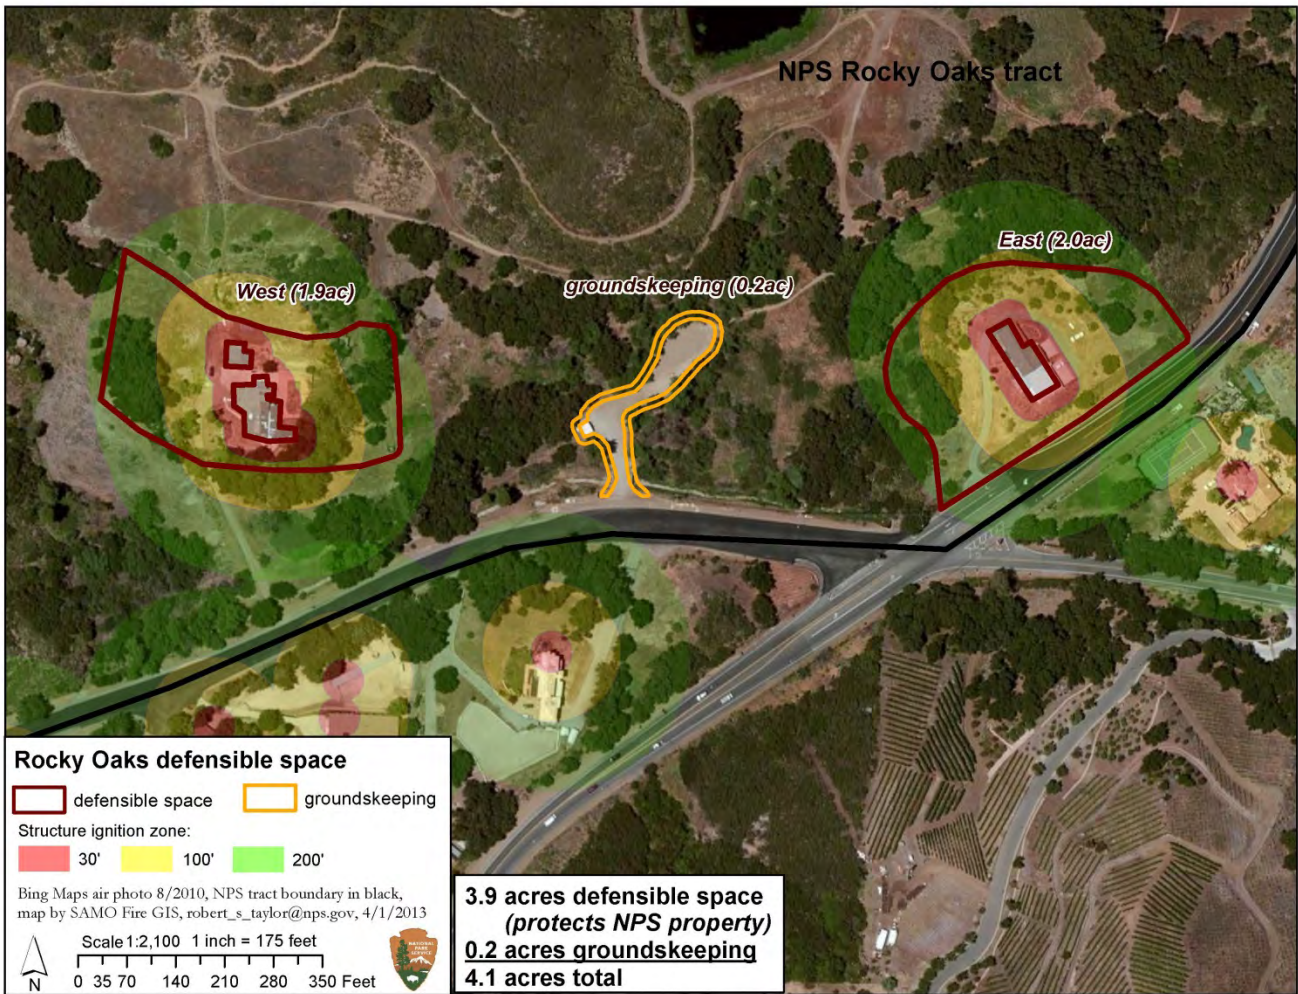 NPS Rocky Oaks tract
East (2.0ac)
West (1.9ac)
groundskeeping (0.2ac)
Rocky Oaks defensible space
defensible space
groundskeeping
Structure ignition zone:
30'
100'
200'
Bing Maps air photo 8/2010, NPS tract boundary in black,
map by SAMO Fire GIS, robert_s_taylor@nps.gov, 4/1/2013
Scale 1:2,100 1 inch = 175 feet
N
0 35 70 140 210 280 350 Feet
NATIONAL
PARK
SERVICE
3.9 acres defensible space
(protects NPS property)
0.2 acres groundskeeping
4.1 acres total